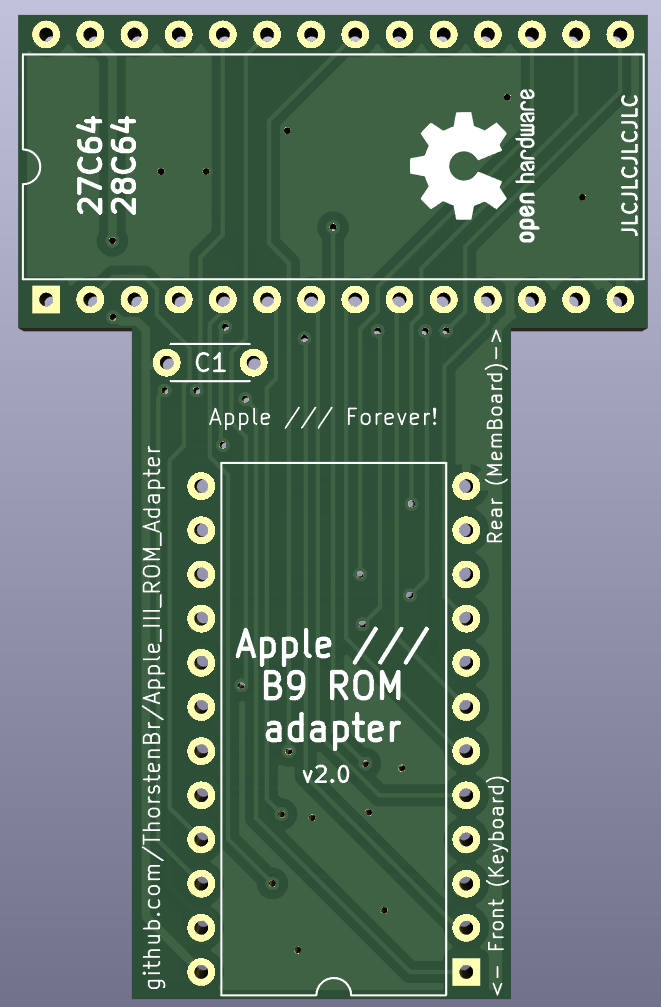 27C64
28C64
open hardware
JLCJLCJLCJLC
C1
Apple /// Forever!
Rear (MemBoard)-->
github.com/ThorstenBr/Apple_III_ROM_Adapter
Apple ///
B9 ROM
adapter
v2.0
<- Front (Keyboard)